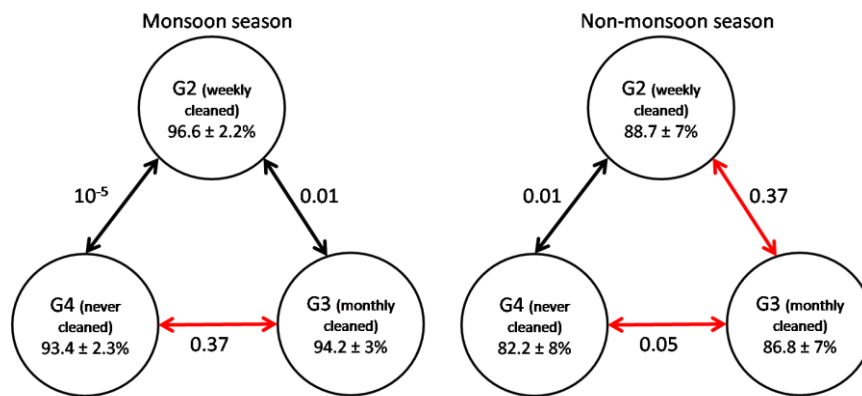 Monsoon season
G2 (weekly
cleaned)
96.6 ± 2.2%
10⁻⁵
0.01
G4 (never
cleaned)
93.4 ± 2.3%
0.37
G3 (monthly
cleaned)
94.2 ± 3%
Non-monsoon season
G2 (weekly
cleaned)
88.7 ± 7%
0.01
0.37
G4 (never
cleaned)
82.2 ± 8%
0.05
G3 (monthly
cleaned)
86.8 ± 7%